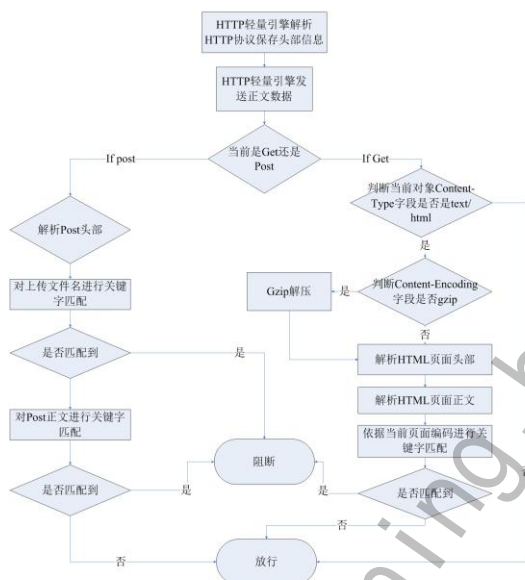 HTTP轻量引擎解析
HTTP协议保存头部信息
HTTP轻量引擎发
送正文数据
当前是Get还是
Post
If post
If Get
判断当前对象Content-
Type字段是否是text/
html
解析Post头部
是
对上传文件名进行关键
字匹配
Gzip解压
是
判断Content-Encoding
字段是否gzip
否
是否匹配到
是
解析HTML页面头部
解析HTML页面正文
对Post正文进行关键字
匹配
依据当前页面编码进行关
键字匹配
阻断
是否匹配到
是
是
是否匹配到
否
否
放行